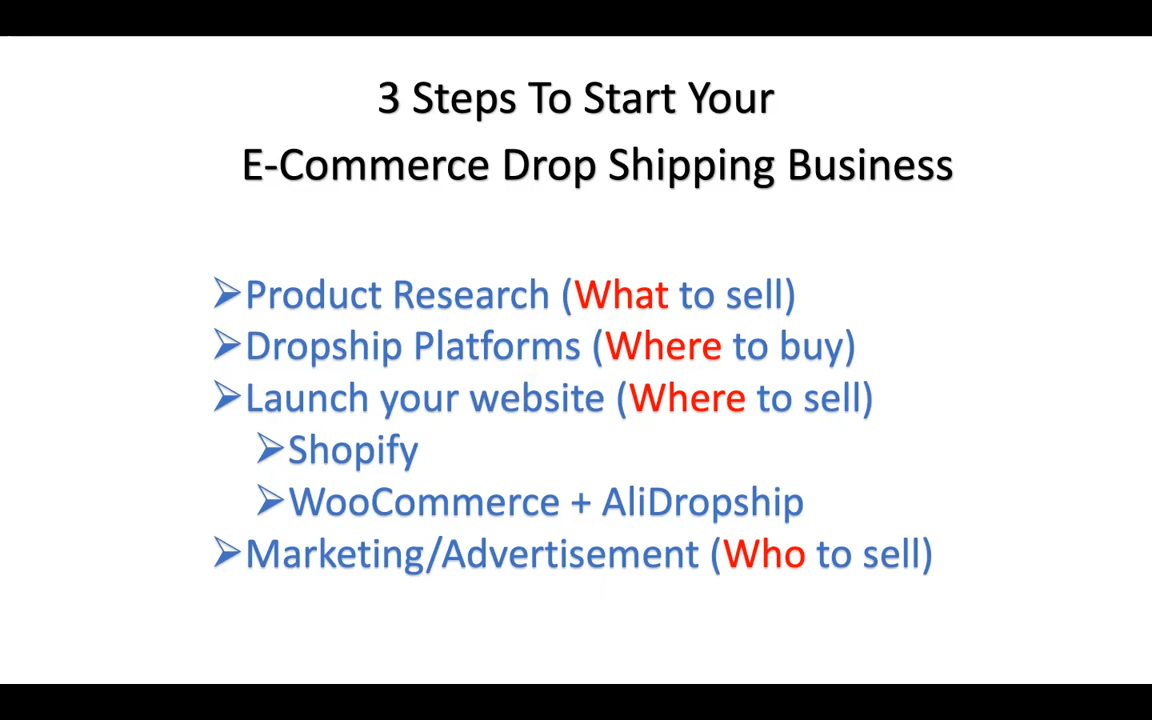 3 Steps To Start Your
E-Commerce Drop Shipping Business
➢Product Research (What to sell)
➢Dropship Platforms (Where to buy)
➢Launch your website (Where to sell)
➢Shopify
➢WooCommerce + AliDropship
➢Marketing/Advertisement (Who to sell)